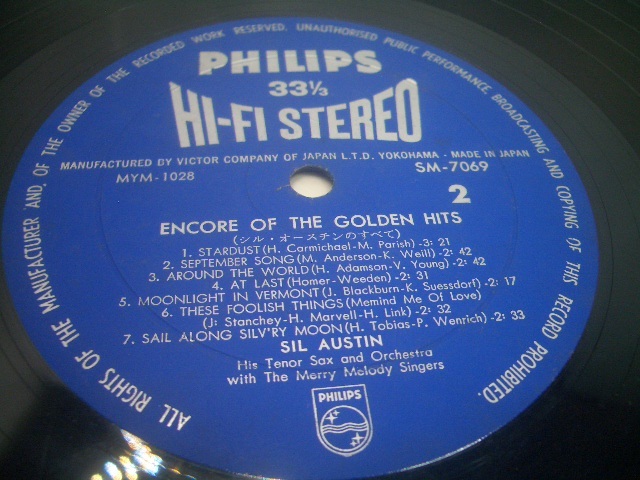 ALL RIGHTS OF THE MANUFACTURER AND OF THE OWNER OF THE RECORDED WORK RESERVED. UNAUTHORISED PUBLIC PERFORMANCE, BROADCASTING AND COPYING OF THIS RECORD PROHIBITED.
PHILIPS
33⅓
HI-FI STEREO
MANUFACTURED BY VICTOR COMPANY OF JAPAN L.T.D. YOKOHAMA - MADE IN JAPAN
MYM-1028
SM-7069
2
ENCORE OF THE GOLDEN HITS
(シル・オースチンのすべて)
1. STARDUST (H. Carmichael-M. Parish) -3: 21
2. SEPTEMBER SONG (M. Anderson-K. Weill) -2: 42
3. AROUND THE WORLD (H. Adamson-V. Young) -2: 42
4. AT LAST (Homer-Weeden) -2: 31
5. MOONLIGHT IN VERMONT (J. Blackburn-K. Suessdorf) -2: 17
6. THESE FOOLISH THINGS (Memind Me Of Love)
(J: Stanchey-H. Marvell-H. Link) -2: 32
7. SAIL ALONG SILV'RY MOON (H. Tobias-P. Wenrich) -2: 33
SIL AUSTIN
His Tenor Sax and Orchestra
with The Merry Melody Singers
PHILIPS